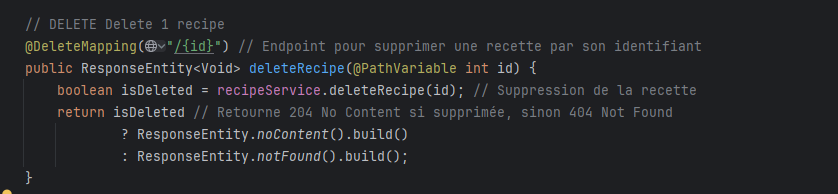 // DELETE Delete 1 recipe
@DeleteMapping("/{id}") // Endpoint pour supprimer une recette par son identifiant
public ResponseEntity<Void> deleteRecipe(@PathVariable int id) {
    boolean isDeleted = recipeService.deleteRecipe(id); // Suppression de la recette
    return isDeleted // Retourne 204 No Content si supprimée, sinon 404 Not Found
            ? ResponseEntity.noContent().build()
            : ResponseEntity.notFound().build();
}